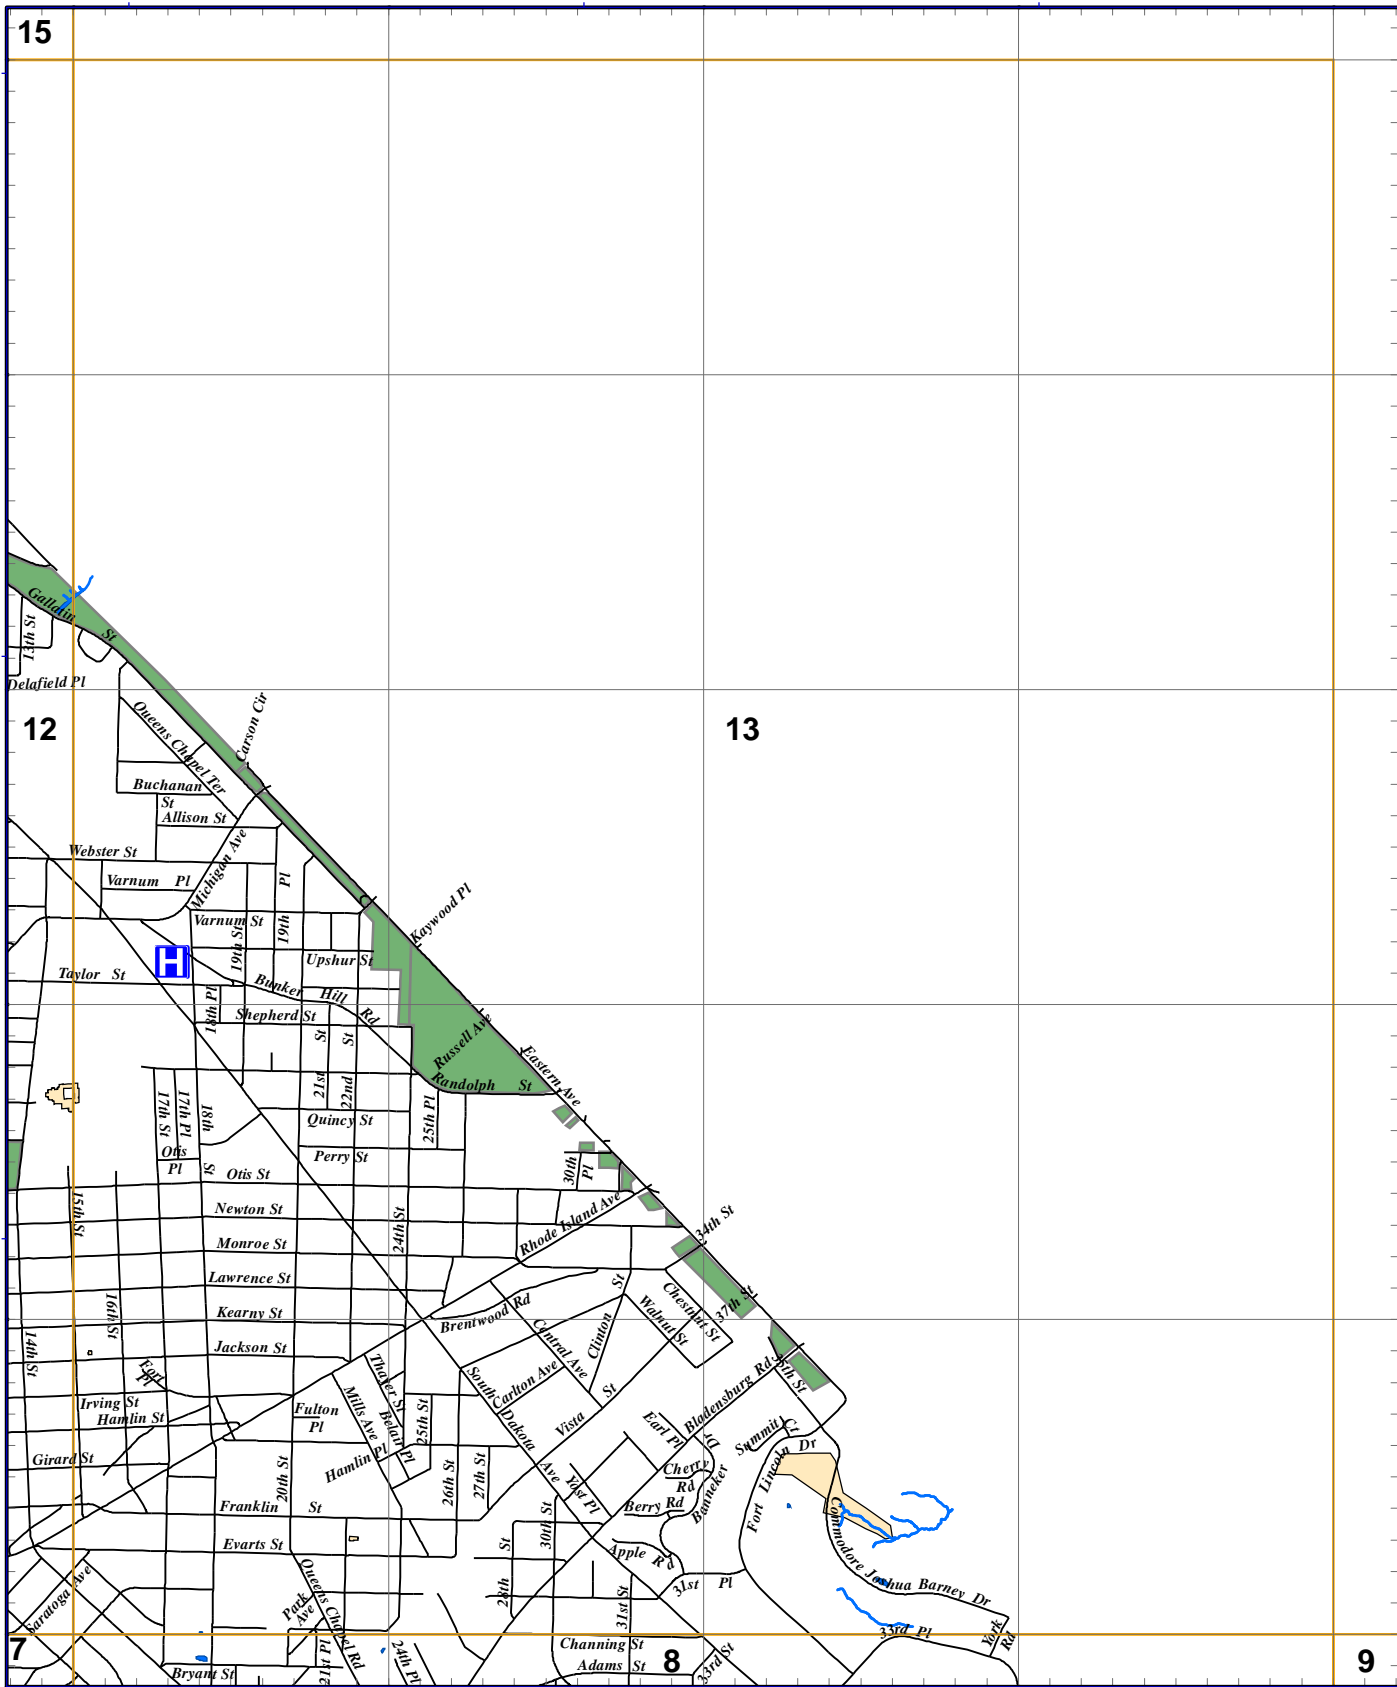 15
Gallatin
St
13th St
Delafield Pl
Carson Cir
Queens Chapel Ter
12
13
Buchanan
St
Allison St
Michigan Ave
Webster St
Varnum Pl
Pl
19th
Kaywood Pl
Varnum St
19th St
H
Upshur St
Taylor St
Bunker Hill Rd
18th Pl
Shepherd St
St
21st
St
22nd
Russell Ave
Eastern Ave
Randolph St
17th St
17th Pl
18th
St
Quincy St
25th Pl
Otis
Pl
Perry St
30th
Pl
Otis St
15th St
Newton St
24th St
Rhode Island Ave
34th St
Monroe St
Lawrence St
16th St
Kearny St
Brentwood Rd
St
Clinton
Walnut St
Chestnut St
37th St
14th St
Jackson St
Central Ave
Fort
Pl
Thayer St
South Dakota Ave
Carlton Ave
Bladensburg Rd
35th St
Irving St
Hamlin St
Fulton
Pl
Mills Ave
Belair Pl
25th St
Vista St
Earl Pl
Summit Ct
Girard St
Hamlin Pl
20th St
26th St
27th St
Yost Pl
Cherry
Rd
Banneker Dr
Fort Lincoln Dr
Franklin St
Berry Rd
30th St
Evarts St
28th St
Apple Rd
Commodore Joshua Barney Dr
Saratoga Ave
Queens Chapel Rd
Park
Ave
31st Pl
31st St
33rd Pl
York
Rd
7
Bryant St
21st Pl
24th Pl
Channing St
Adams St
8
33rd St
9